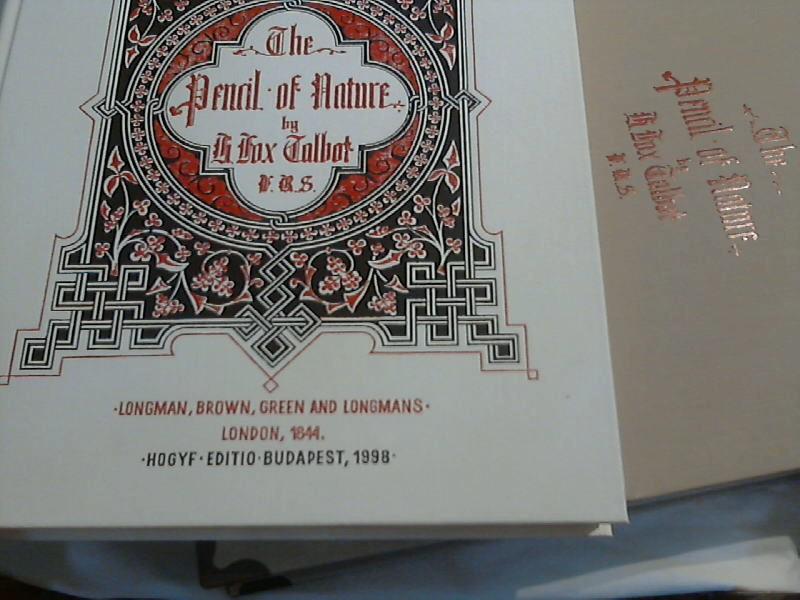 The
Pencil · of Nature
by
H. Fox Talbot
F. R. S.
·LONGMAN, BROWN, GREEN AND LONGMANS·
LONDON, 1844.
·HOGYF·EDITIO·BUDAPEST, 1998·
The
Pencil · of Nature
by
H. Fox Talbot
F. R. S.